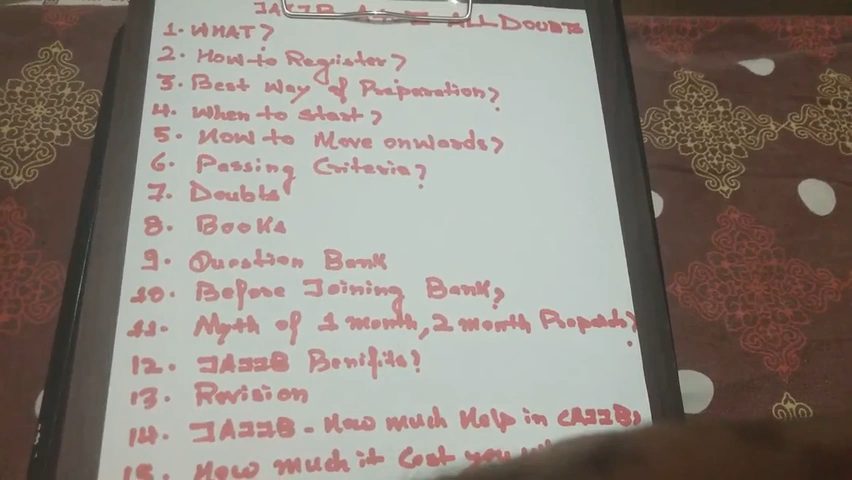 ALL DOUBTS
1. WHAT?
2. How to Register?
3. Best Way of Preparation?
4. When to start?
5. How to Move onwards?
6. Passing Criteria?
7. Doubts
8. Books
9. Question Bank
10. Before Joining Bank?
11. Myth of 1 month, 2 month
12. JAIIB Benifits?
13. Revision
14. JAIIB - How much Help in CAIIB?
15. How much it Cost you